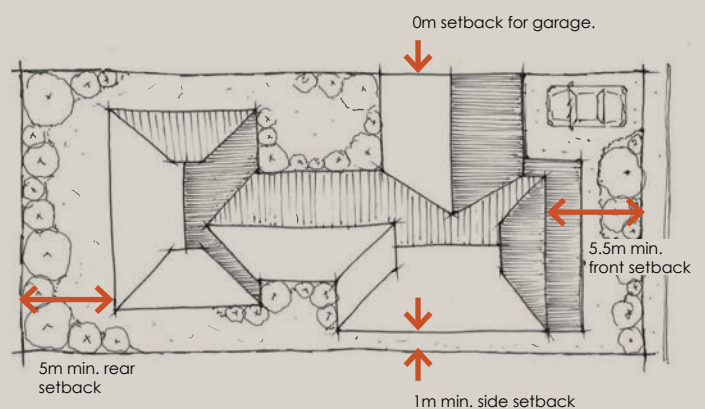 0m setback for garage.
5.5m min.
front setback
5m min. rear
setback
1m min. side setback